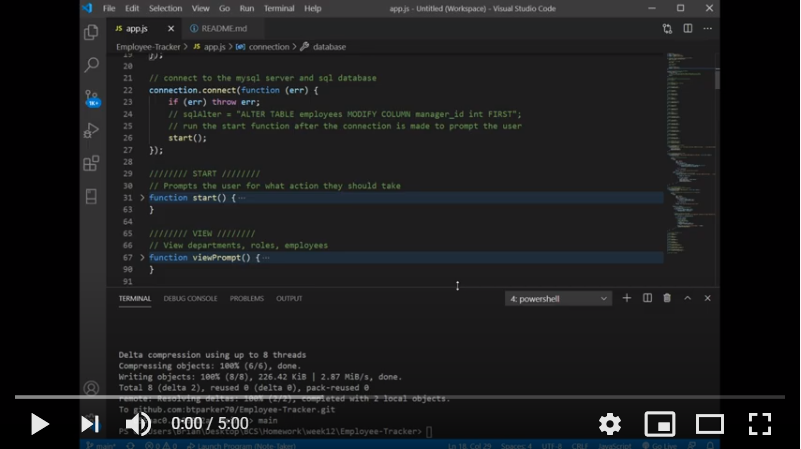 File Edit Selection View Go Run Terminal Help app.js - Untitled (Workspace) - Visual Studio Code
JS app.js README.md
Employee-Tracker > JS app.js > connection > database
19 });
20
21 // connect to the mysql server and sql database
22 connection.connect(function (err) {
23 if (err) throw err;
24 // sqlAlter = "ALTER TABLE employees MODIFY COLUMN manager_id int FIRST";
25 // run the start function after the connection is made to prompt the user
26 start();
27 });
28
29 //////// START ////////
30 // Prompts the user for what action they should take
31 function start() {
63 }
64
65 //////// VIEW ////////
66 // View departments, roles, employees
67 function viewPrompt() {
90 }
91
1K+
TERMINAL DEBUG CONSOLE PROBLEMS OUTPUT 4: powershell
Delta compression using up to 8 threads
Compressing objects: 100% (6/6), done.
Writing objects: 100% (8/8), 226.42 KiB | 2.87 MiB/s, done.
Total 8 (delta 2), reused 0 (delta 0), pack-reused 0
remote: Resolving deltas: 100% (2/2), completed with 2 local objects.
To github.com:btparker70/Employee-Tracker.git
main
PS Users\Brian\Desktop\BCS\Homework\week12\Employee-Tracker>
0:00 / 5:00
main 0 0 Launch Program (Note-Taker) Ln 18, Col 29 Spaces: 4 UTF-8 CRLF JavaScript Go Live